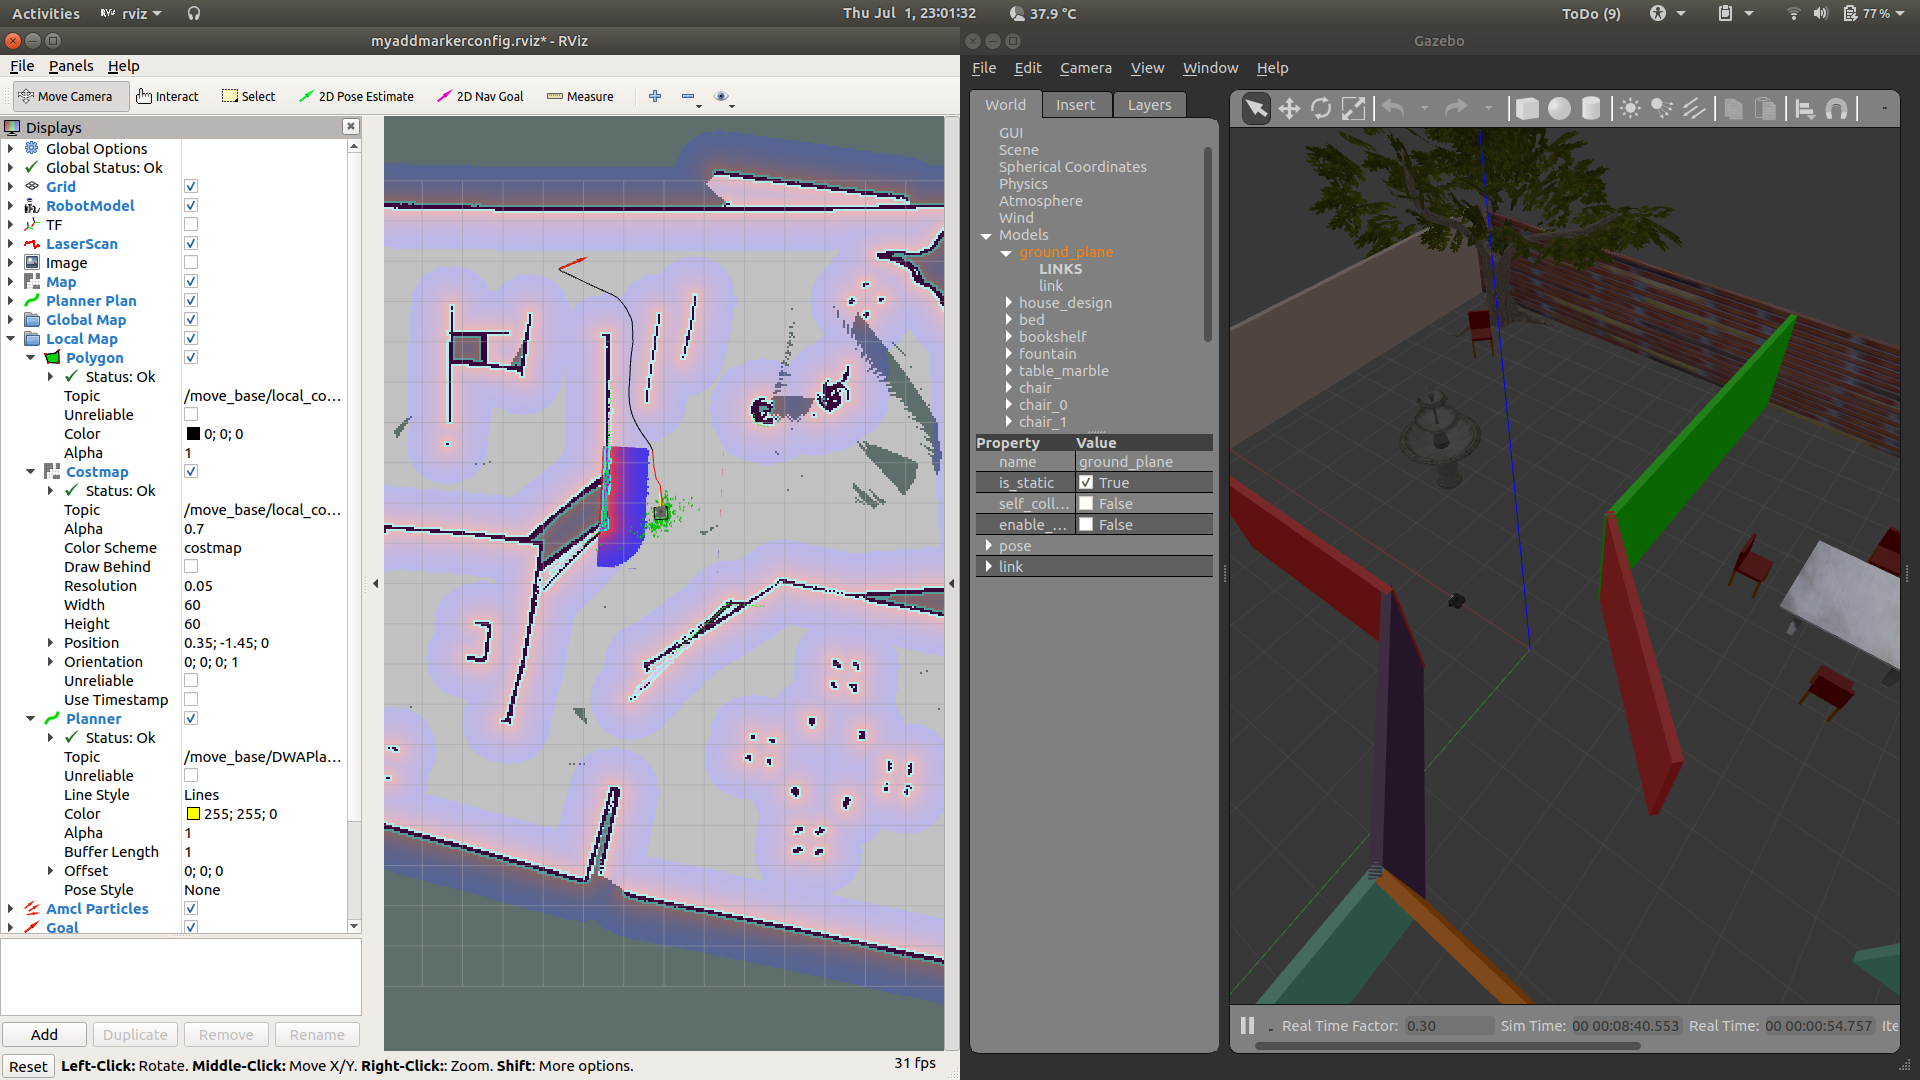 Activities
rviz
Thu Jul 1, 23:01:32
37.9 °C
ToDo (9)
77 %
myaddmarkerconfig.rviz* - RViz
File Panels Help
Move Camera Interact Select 2D Pose Estimate 2D Nav Goal Measure
Displays
Global Options
Global Status: Ok
Grid
RobotModel
TF
LaserScan
Image
Map
Planner Plan
Global Map
Local Map
Polygon
Status: Ok
Topic /move_base/local_co...
Unreliable
Color 0; 0; 0
Alpha 1
Costmap
Status: Ok
Topic /move_base/local_co...
Alpha 0.7
Color Scheme costmap
Draw Behind
Resolution 0.05
Width 60
Height 60
Position 0.35; -1.45; 0
Orientation 0; 0; 0; 1
Unreliable
Use Timestamp
Planner
Status: Ok
Topic /move_base/DWAPla...
Unreliable
Line Style Lines
Color 255; 255; 0
Alpha 1
Buffer Length 1
Offset 0; 0; 0
Pose Style None
Amcl Particles
Goal
Add Duplicate Remove Rename
Reset Left-Click: Rotate. Middle-Click: Move X/Y. Right-Click:: Zoom. Shift: More options.
31 fps
Gazebo
File Edit Camera View Window Help
World Insert Layers
GUI
Scene
Spherical Coordinates
Physics
Atmosphere
Wind
Models
ground_plane
LINKS
link
house_design
bed
bookshelf
fountain
table_marble
chair
chair_0
chair_1
Property Value
name ground_plane
is_static True
self_coll... False
enable_... False
pose
link
Real Time Factor: 0.30 Sim Time: 00 00:08:40.553 Real Time: 00 00:00:54.757 Ite